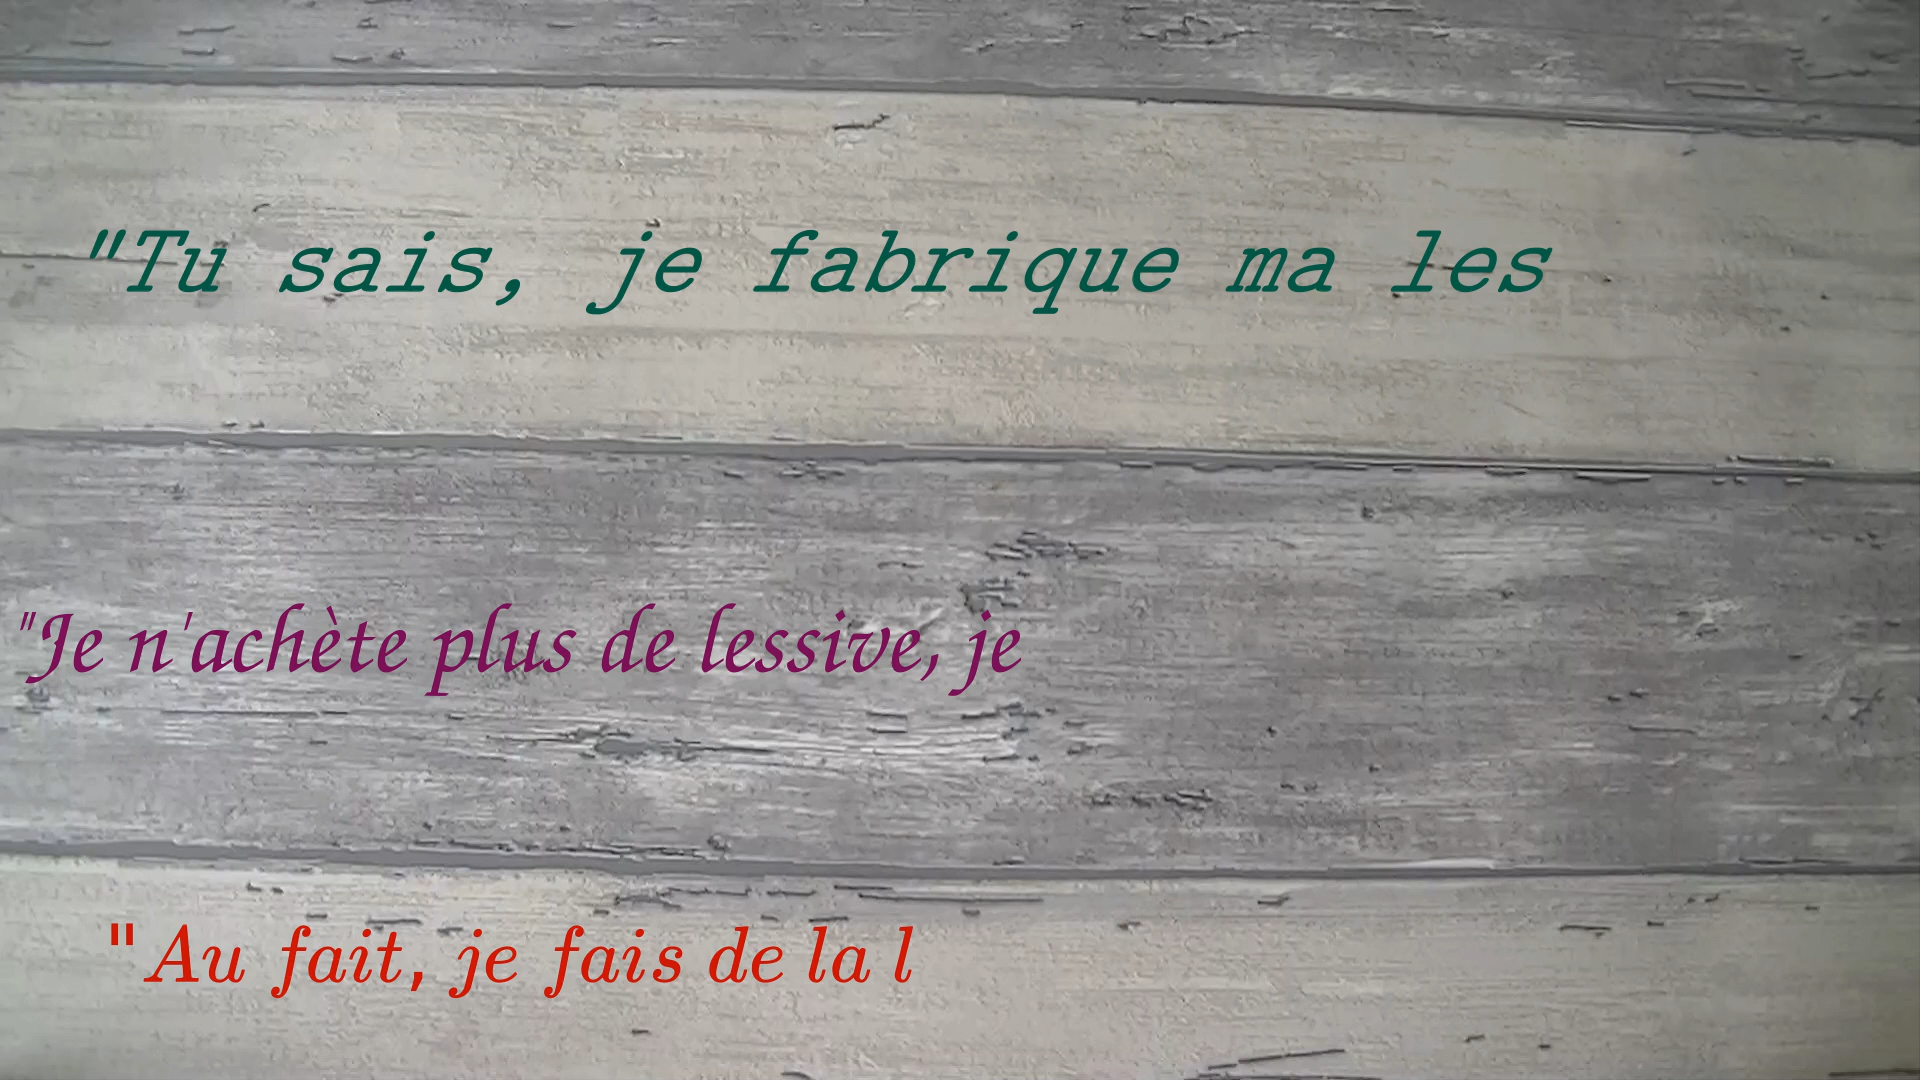 "Tu sais, je fabrique ma les
"Je n'achète plus de lessive, je
"Au fait, je fais de la l